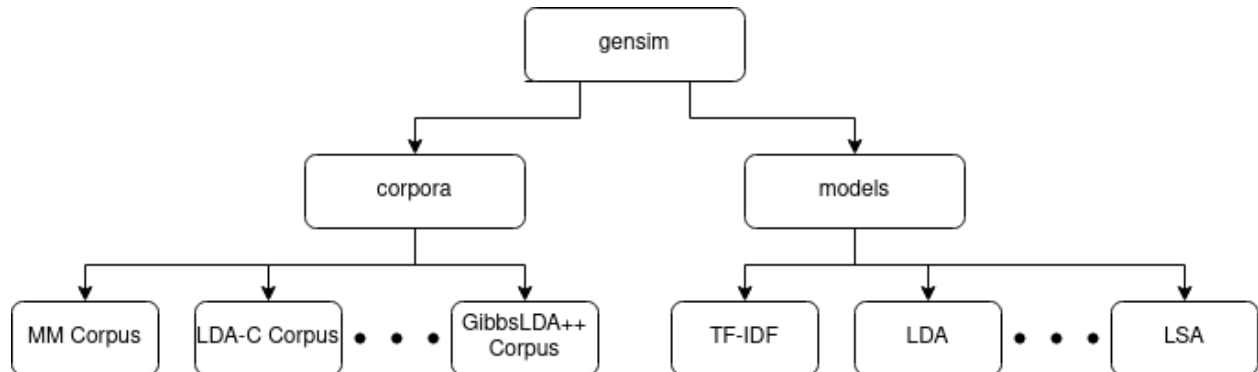 gensim
corpora
models
MM Corpus
LDA-C Corpus
GibbsLDA++
Corpus
TF-IDF
LDA
LSA